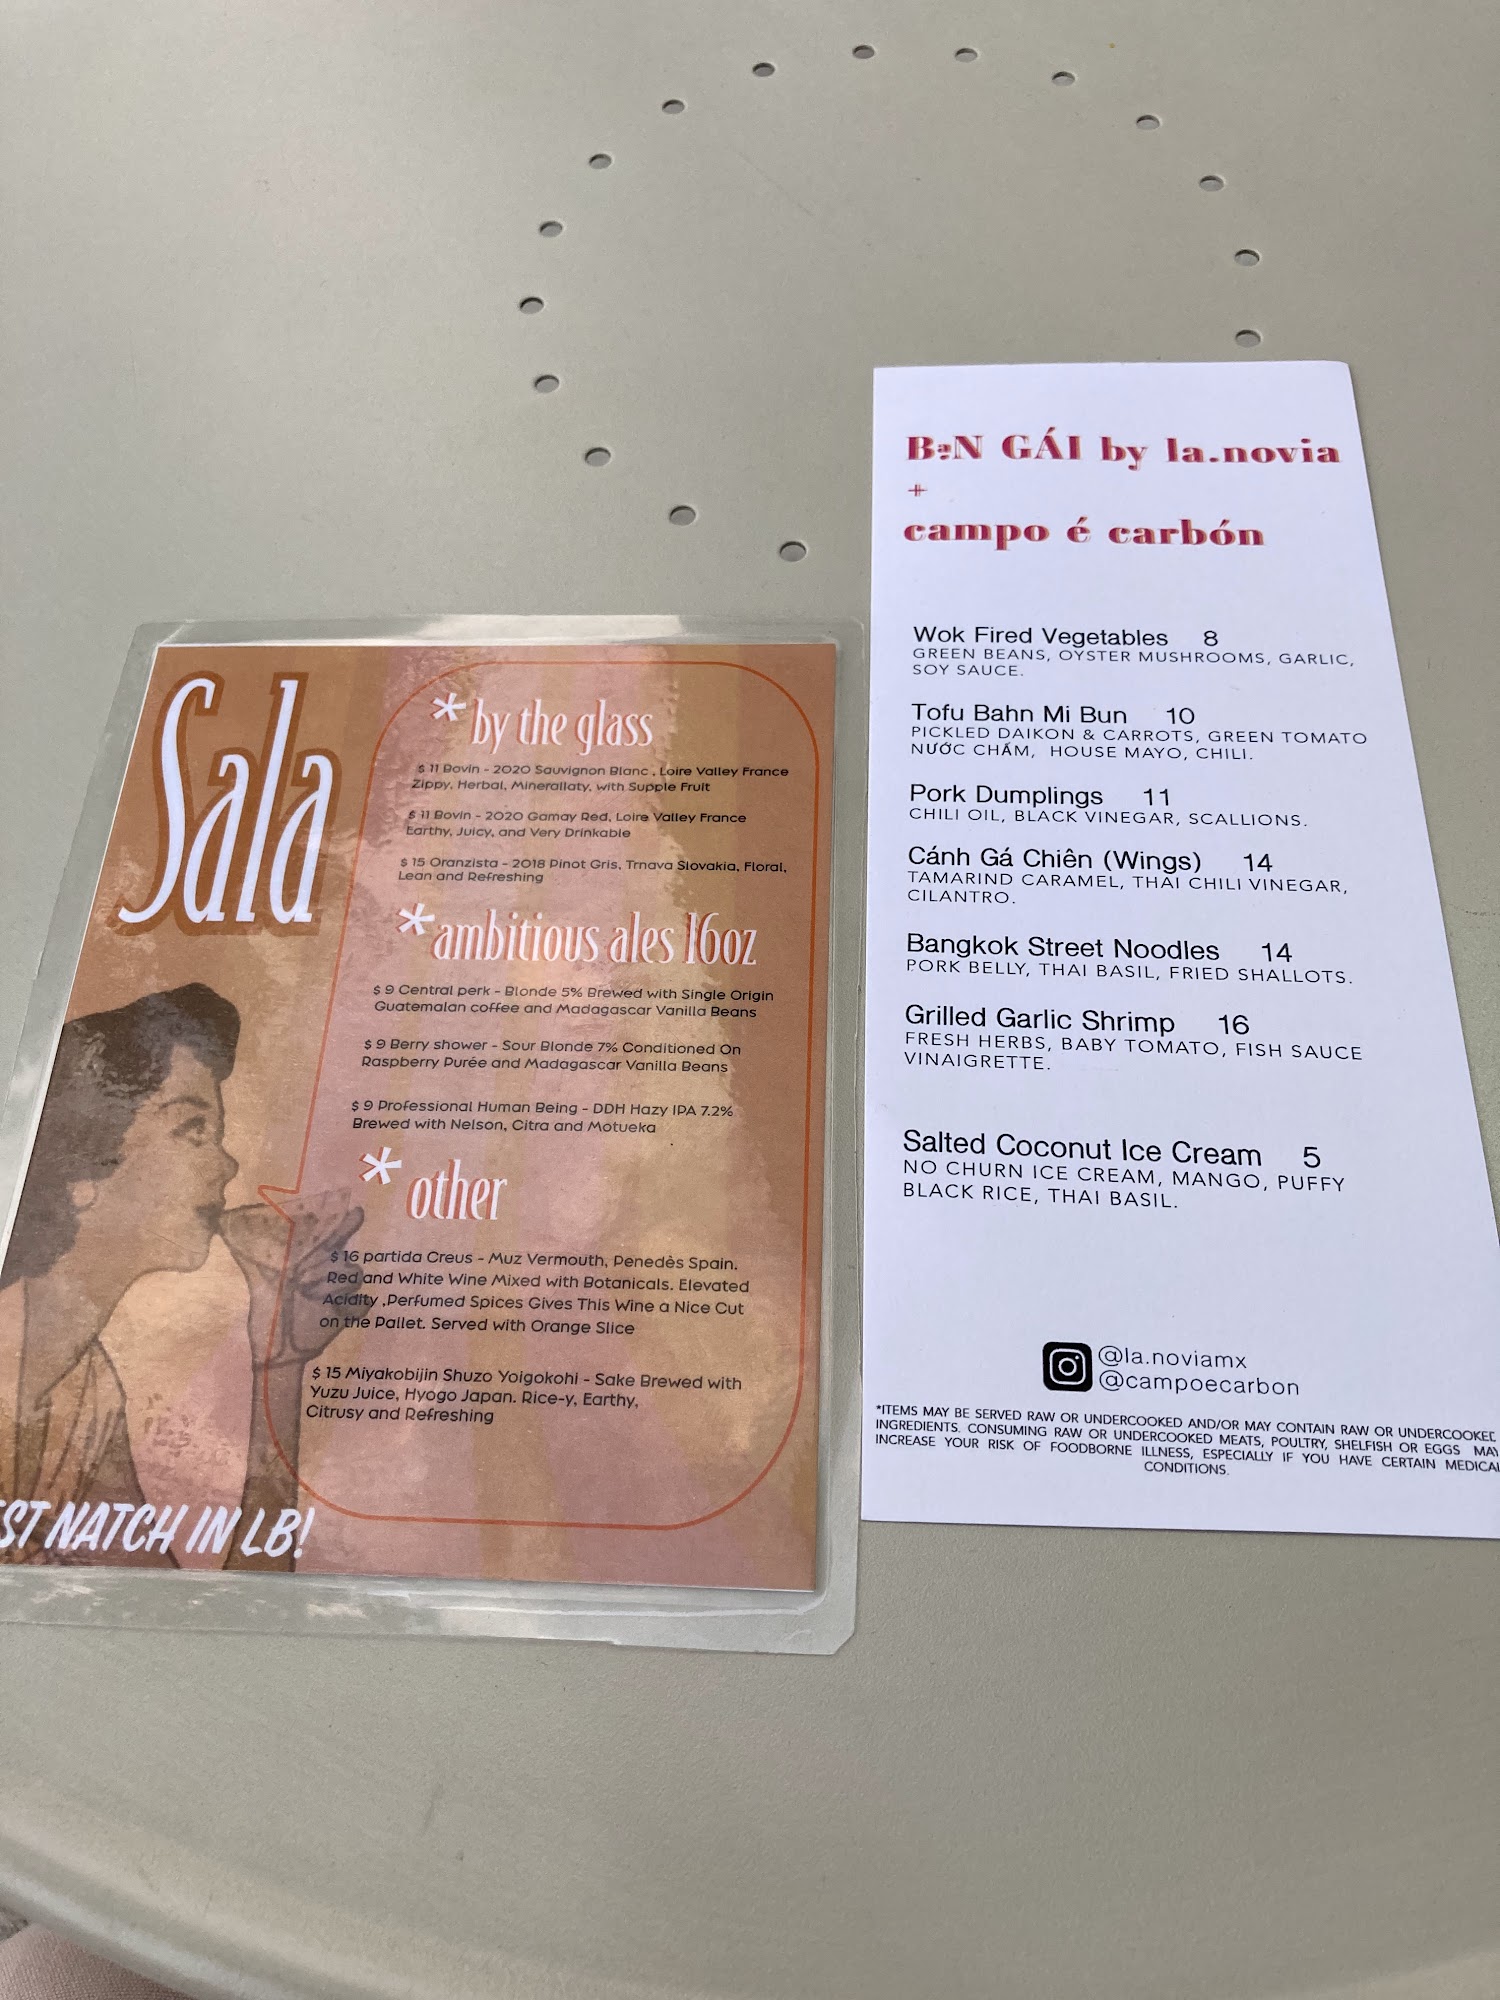 Sala
* by the glass
$ 11 Bovin - 2020 Sauvignon Blanc , Loire Valley France
Zippy, Herbal, Minerallaty, with Supple Fruit
$ 11 Bovin - 2020 Gamay Red, Loire Valley France
Earthy, Juicy, and Very Drinkable
$ 15 Oranzista - 2018 Pinot Gris, Trnava Slovakia, Floral,
Lean and Refreshing
* ambitious ales 16oz
$ 9 Central perk - Blonde 5% Brewed with Single Origin
Guatemalan coffee and Madagascar Vanilla Beans
$ 9 Berry shower - Sour Blonde 7% Conditioned On
Raspberry Purée and Madagascar Vanilla Beans
$ 9 Professional Human Being - DDH Hazy IPA 7.2%
Brewed with Nelson, Citra and Motueka
* other
$ 16 partida Creus - Muz Vermouth, Penedès Spain.
Red and White Wine Mixed with Botanicals. Elevated
Acidity ,Perfumed Spices Gives This Wine a Nice Cut
on the Pallet. Served with Orange Slice
$ 15 Miyakobijin Shuzo Yoigokohi - Sake Brewed with
Yuzu Juice, Hyogo Japan. Rice-y, Earthy,
Citrusy and Refreshing
EST NATCH IN LB!
BạN GÁI by la.novia
+
campo é carbón
Wok Fired Vegetables 8
GREEN BEANS, OYSTER MUSHROOMS, GARLIC,
SOY SAUCE.
Tofu Bahn Mi Bun 10
PICKLED DAIKON & CARROTS, GREEN TOMATO
NƯỚC CHẤM, HOUSE MAYO, CHILI.
Pork Dumplings 11
CHILI OIL, BLACK VINEGAR, SCALLIONS.
Cánh Gá Chiên (Wings) 14
TAMARIND CARAMEL, THAI CHILI VINEGAR,
CILANTRO.
Bangkok Street Noodles 14
PORK BELLY, THAI BASIL, FRIED SHALLOTS.
Grilled Garlic Shrimp 16
FRESH HERBS, BABY TOMATO, FISH SAUCE
VINAIGRETTE.
Salted Coconut Ice Cream 5
NO CHURN ICE CREAM, MANGO, PUFFY
BLACK RICE, THAI BASIL.
@la.noviamx
@campoecarbon
*ITEMS MAY BE SERVED RAW OR UNDERCOOKED AND/OR MAY CONTAIN RAW OR UNDERCOOKED
INGREDIENTS. CONSUMING RAW OR UNDERCOOKED MEATS, POULTRY, SHELFISH OR EGGS MAY
INCREASE YOUR RISK OF FOODBORNE ILLNESS, ESPECIALLY IF YOU HAVE CERTAIN MEDICAL
CONDITIONS.